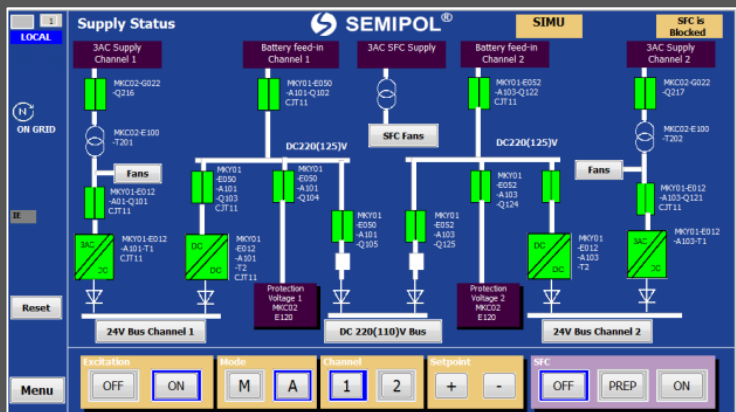 1
LOCAL
Supply Status
SEMIPOL®
SIMU
SFC is
Blocked
3AC Supply
Channel 1
Battery feed-in
Channel 1
3AC SFC Supply
Battery feed-in
Channel 2
3AC Supply
Channel 2
MKC02-G022
-Q216
MKY01-E050
-A101-Q102
CJT11
MKY01-E052
-A103-Q122
CJT11
MKC02-G022
-Q217
N
ON GRID
MKC02-E100
-T201
SFC Fans
MKC02-E100
-T202
DC220(125)V
DC220(125)V
Fans
Fans
MKY01-E012
-A01-Q101
CJT11
MKY01
-E050
-A101
-Q103
CJT11
MKY01
-E050
-A101
-Q104
MKY01
-E050
-A101
-Q105
MKY01
-E052
-A103
-Q125
MKY01
-E052
-A103
-Q124
MKY01-E012
-A103-Q121
CJT11
IE
3AC
DC
MKY01-E012
-A101-T1
CJT11
DC
DC
MKY01
-E012
-A101
-T2
CJT11
DC
DC
MKY01
-E012
-A103
-T2
3AC
DC
MKY01-E012
-A103-T1
Protection
Voltage 1
MKC02
E120
Protection
Voltage 2
MKC02
E120
Reset
24V Bus Channel 1
DC 220(110)V Bus
24V Bus Channel 2
Excitation
Mode
Channel
Setpoint
SFC
Menu
OFF
ON
M
A
1
2
+
-
OFF
PREP
ON